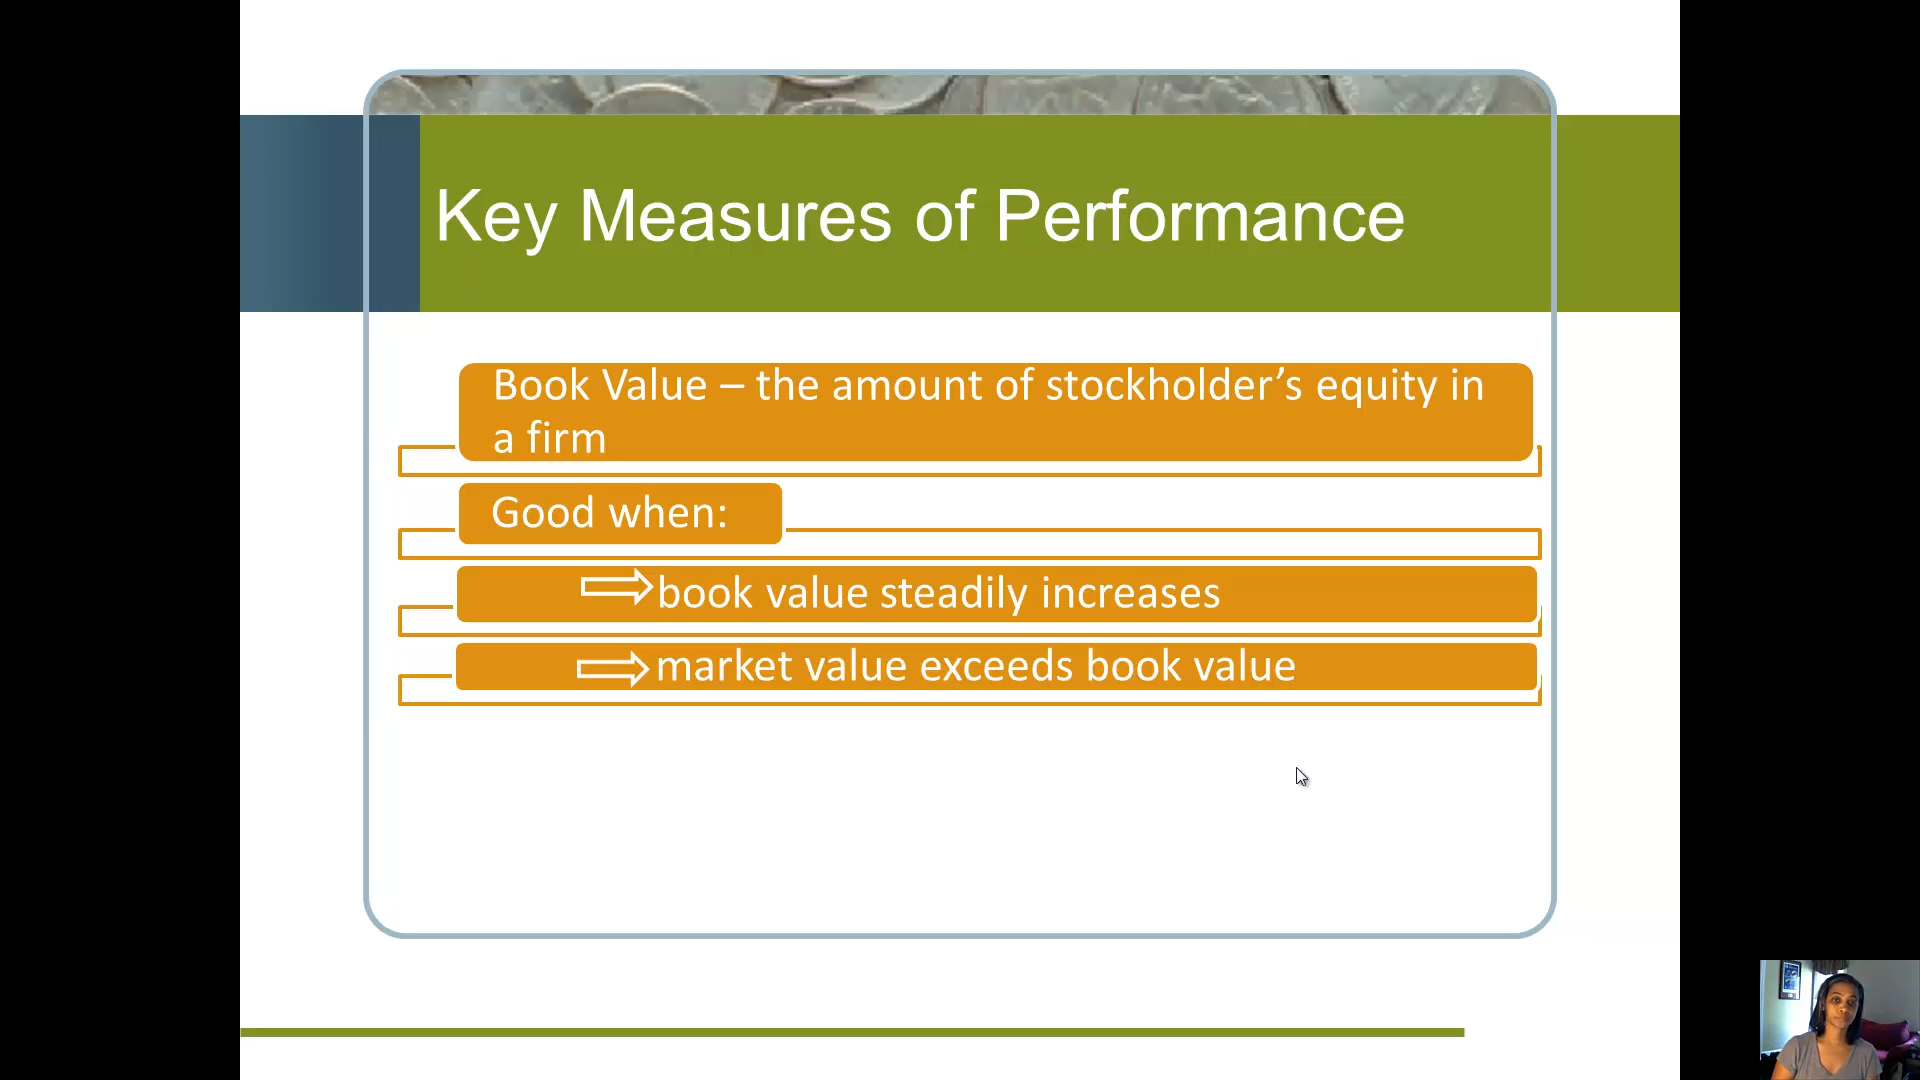 Key Measures of Performance
Book Value – the amount of stockholder’s equity in
a firm
Good when:
book value steadily increases
market value exceeds book value